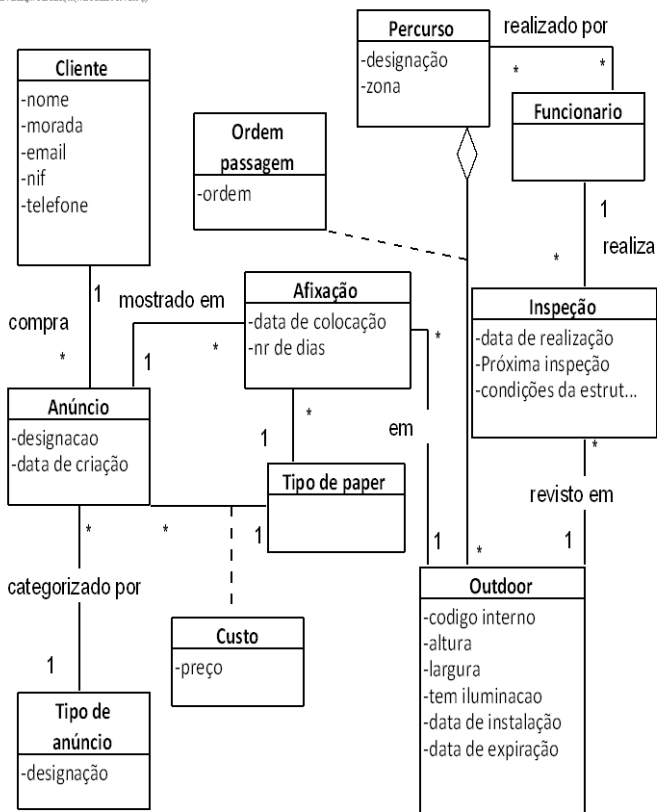 Percurso
-designação
-zona
realizado por
*
*
Funcionario
Cliente
-nome
-morada
-email
-nif
-telefone
Ordem
passagem
-ordem
1
realiza
*
1
compra
*
mostrado em
1
*
Afixação
-data de colocação
-nr de dias
*
Inspeção
-data de realização
-Próxima inspeção
-condições da estrut...
Anúncio
-designacao
-data de criação
*
1
em
Tipo de paper
*
revisto em
*
*
1
1
*
1
categorizado por
1
Custo
-preço
Outdoor
-codigo interno
-altura
-largura
-tem iluminacao
-data de instalação
-data de expiração
Tipo de
anúncio
-designação